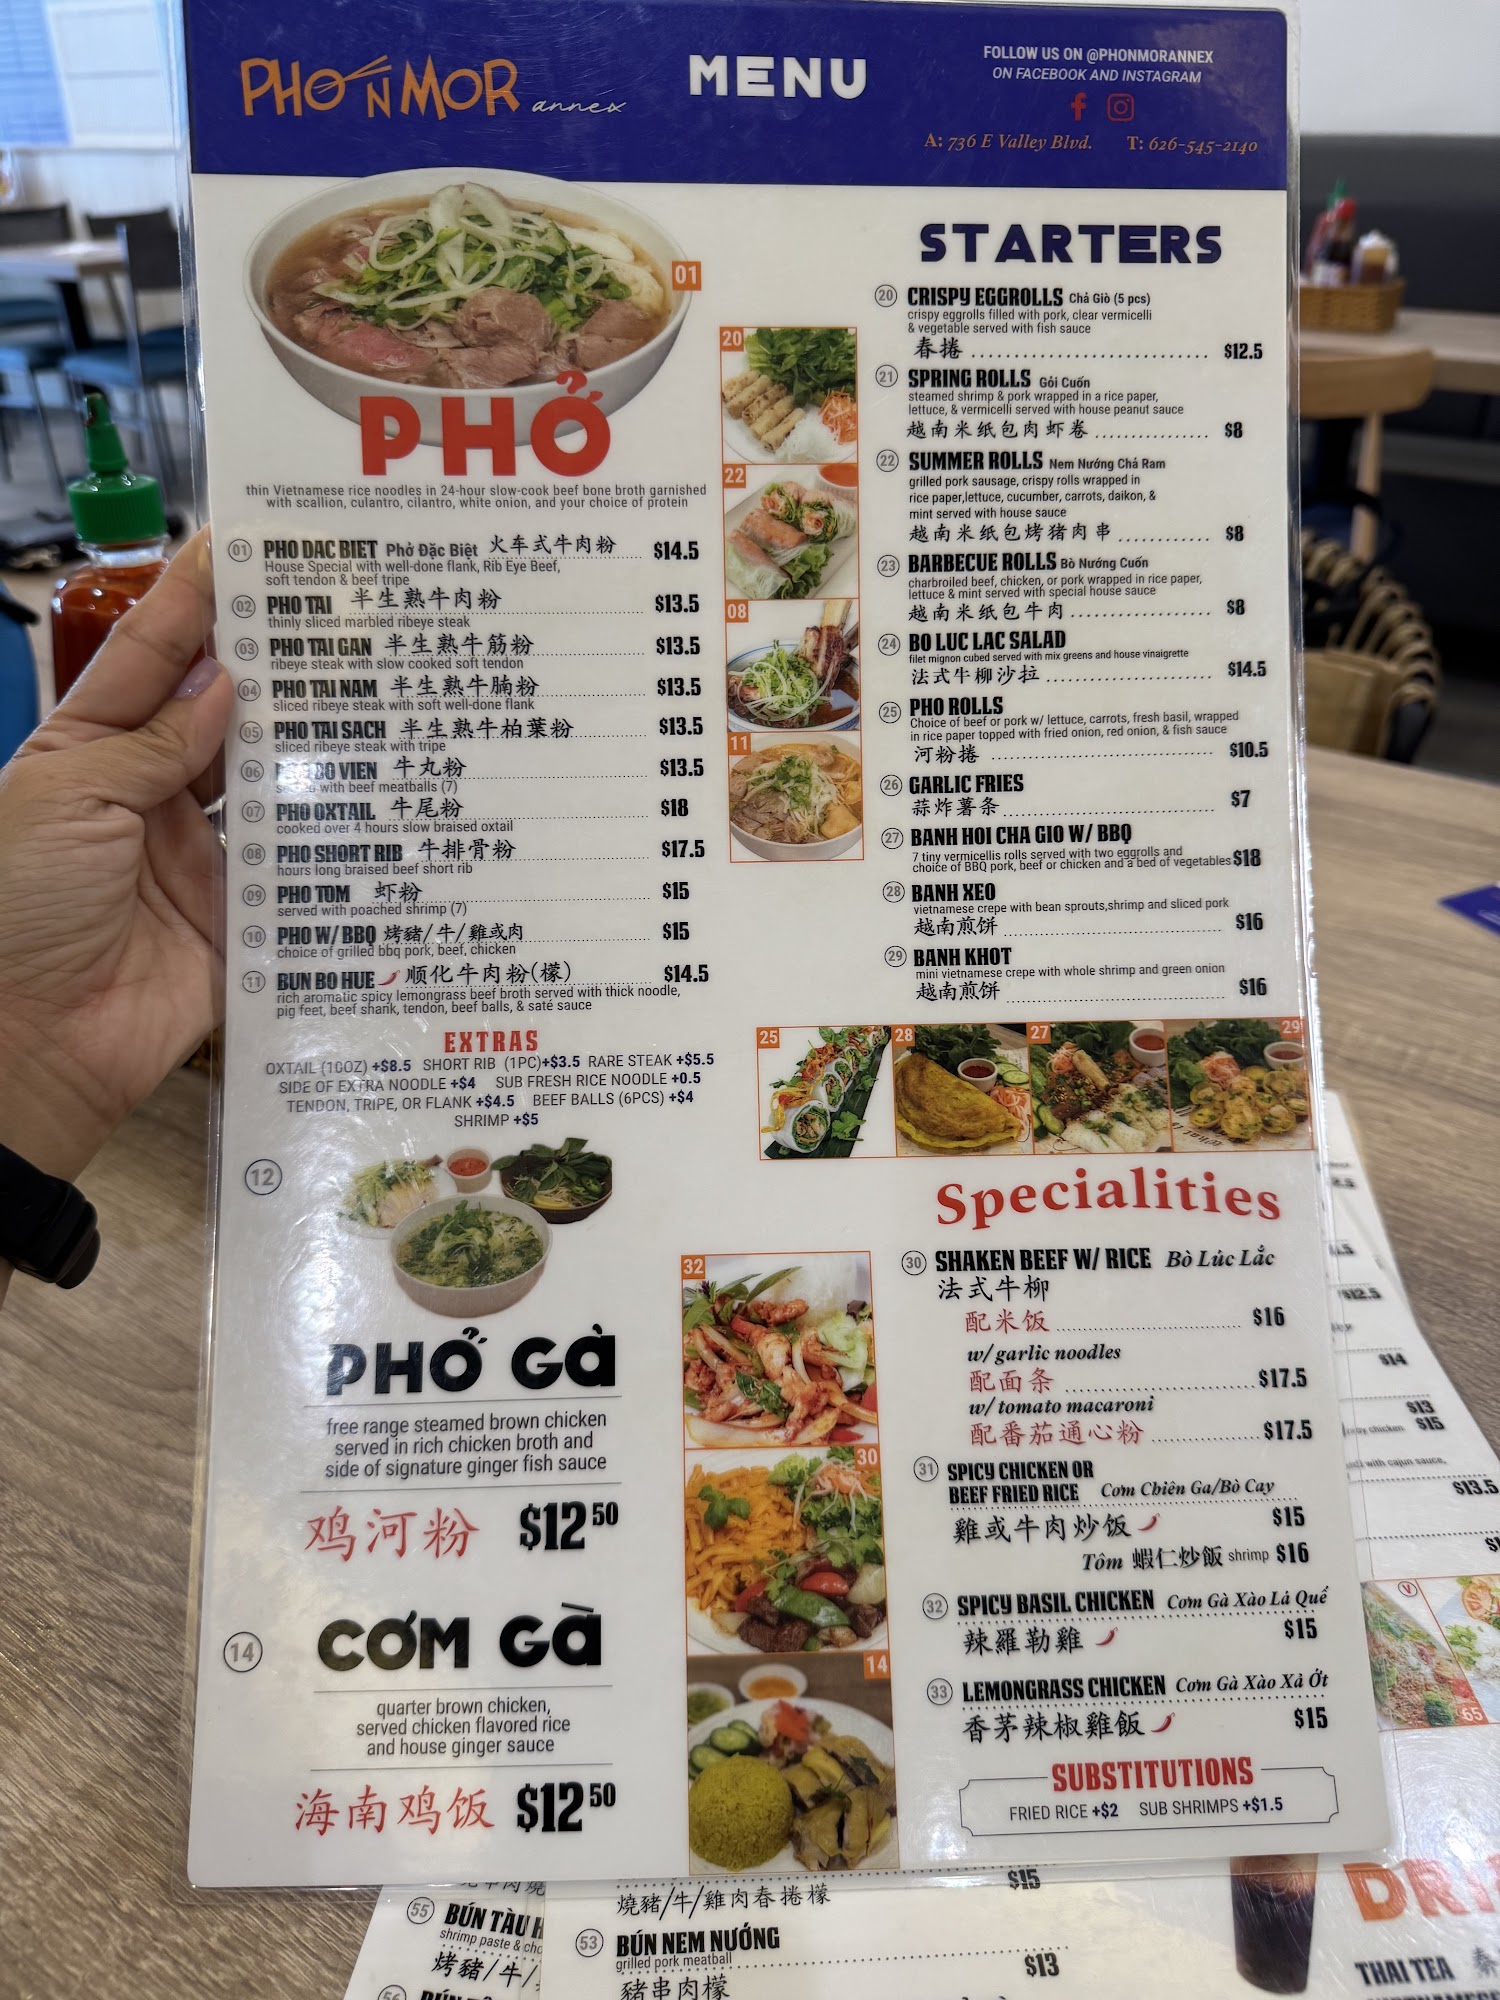 PHO N MOR annex
MENU
FOLLOW US ON @PHONMORANNEX
ON FACEBOOK AND INSTAGRAM
A: 736 E Valley Blvd. T: 626-545-2140
01
PHỞ
thin Vietnamese rice noodles in 24-hour slow-cook beef bone broth garnished
with scallion, culantro, cilantro, white onion, and your choice of protein
01 PHO DAC BIET Phở Đặc Biệt 火车式牛肉粉 $14.5
House Special with well-done flank, Rib Eye Beef,
soft tendon & beef tripe
02 PHO TAI 半生熟牛肉粉 $13.5
thinly sliced marbled ribeye steak
03 PHO TAI GAN 半生熟牛筋粉 $13.5
ribeye steak with slow cooked soft tendon
04 PHO TAI NAM 半生熟牛腩粉 $13.5
sliced ribeye steak with soft well-done flank
05 PHO TAI SACH 半生熟牛柏葉粉 $13.5
sliced ribeye steak with tripe
06 BO VIEN 牛丸粉 $13.5
with beef meatballs (7)
07 PHO OXTAIL 牛尾粉 $18
cooked over 4 hours slow braised oxtail
08 PHO SHORT RIB 牛排骨粉 $17.5
hours long braised beef short rib
09 PHO TOM 虾粉 $15
served with poached shrimp (7)
10 PHO W/ BBQ 烤豬/牛/雞或肉 $15
choice of grilled bbq pork, beef, chicken
11 BUN BO HUE 顺化牛肉粉(檬) $14.5
rich aromatic spicy lemongrass beef broth served with thick noodle,
pig feet, beef shank, tendon, beef balls, & saté sauce
EXTRAS
OXTAIL (10OZ) +$8.5 SHORT RIB (1PC)+$3.5 RARE STEAK +$5.5
SIDE OF EXTRA NOODLE +$4 SUB FRESH RICE NOODLE +0.5
TENDON, TRIPE, OR FLANK +$4.5 BEEF BALLS (6PCS) +$4
SHRIMP +$5
12
PHỞ GÀ
free range steamed brown chicken
served in rich chicken broth and
side of signature ginger fish sauce
鸡河粉 $12.50
14
CƠM GÀ
quarter brown chicken,
served chicken flavored rice
and house ginger sauce
海南鸡饭 $12.50
20
22
08
11
STARTERS
20 CRISPY EGGROLLS Chả Giò (5 pcs)
crispy eggrolls filled with pork, clear vermicelli
& vegetable served with fish sauce
春捲 $12.5
21 SPRING ROLLS Gỏi Cuốn
steamed shrimp & pork wrapped in a rice paper,
lettuce, & vermicelli served with house peanut sauce
越南米纸包肉虾卷 $8
22 SUMMER ROLLS Nem Nướng Chả Ram
grilled pork sausage, crispy rolls wrapped in
rice paper,lettuce, cucumber, carrots, daikon, &
mint served with house sauce
越南米纸包烤猪肉串 $8
23 BARBECUE ROLLS Bò Nướng Cuốn
charbroiled beef, chicken, or pork wrapped in rice paper,
lettuce & mint served with special house sauce
越南米纸包牛肉 $8
24 BO LUC LAC SALAD
filet mignon cubed served with mix greens and house vinaigrette
法式牛柳沙拉 $14.5
25 PHO ROLLS
Choice of beef or pork w/ lettuce, carrots, fresh basil, wrapped
in rice paper topped with fried onion, red onion, & fish sauce
河粉捲 $10.5
26 GARLIC FRIES
蒜炸薯条 $7
27 BANH HOI CHA GIO W/ BBQ
7 tiny vermicellis rolls served with two eggrolls and
choice of BBQ pork, beef or chicken and a bed of vegetables $18
28 BANH XEO
vietnamese crepe with bean sprouts,shrimp and sliced pork
越南煎饼 $16
29 BANH KHOT
mini vietnamese crepe with whole shrimp and green onion
越南煎饼 $16
25
28
27
29
Specialities
32
30
14
30 SHAKEN BEEF W/ RICE Bò Lúc Lắc
法式牛柳
配米饭 $16
w/ garlic noodles
配面条 $17.5
w/ tomato macaroni
配番茄通心粉 $17.5
31 SPICY CHICKEN OR
BEEF FRIED RICE Cơm Chiên Ga/Bò Cay
雞或牛肉炒饭 $15
Tôm 蝦仁炒飯 shrimp $16
32 SPICY BASIL CHICKEN Cơm Gà Xào Lá Quế
辣羅勒雞 $15
33 LEMONGRASS CHICKEN Cơm Gà Xào Xả Ớt
香茅辣椒雞飯 $15
SUBSTITUTIONS
FRIED RICE +$2 SUB SHRIMPS +$1.5
55 BÚN TÀU
shrimp paste &
烤豬/牛/
56
$15
燒豬/牛/雞肉春捲檬
53 BÚN NEM NƯỚNG
grilled pork meatball
$13
豬串肉檬
$14
$13
chicken $15
with cajun sauce,
$13.5
V
65
THAI TEA